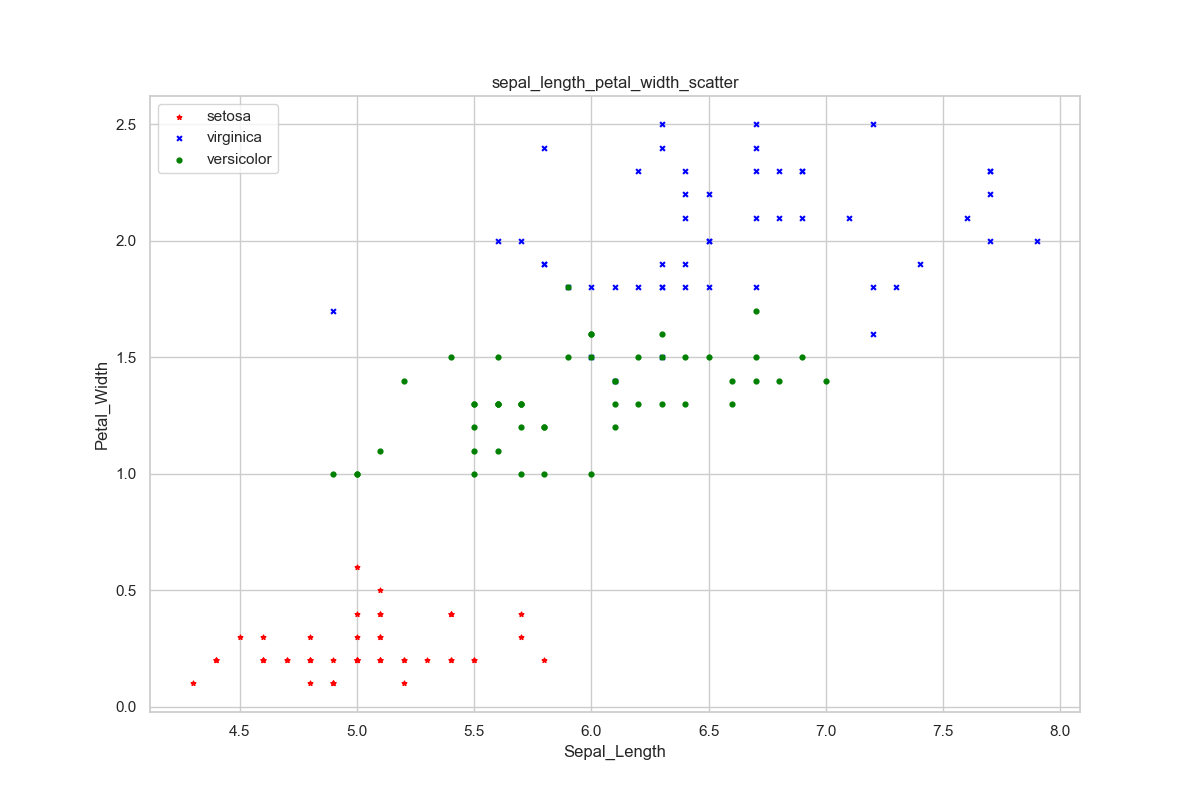 sepal_length_petal_width_scatter
setosa
virginica
versicolor
2.5
2.0
1.5
1.0
0.5
0.0
Petal_Width
4.5 5.0 5.5 6.0 6.5 7.0 7.5 8.0
Sepal_Length